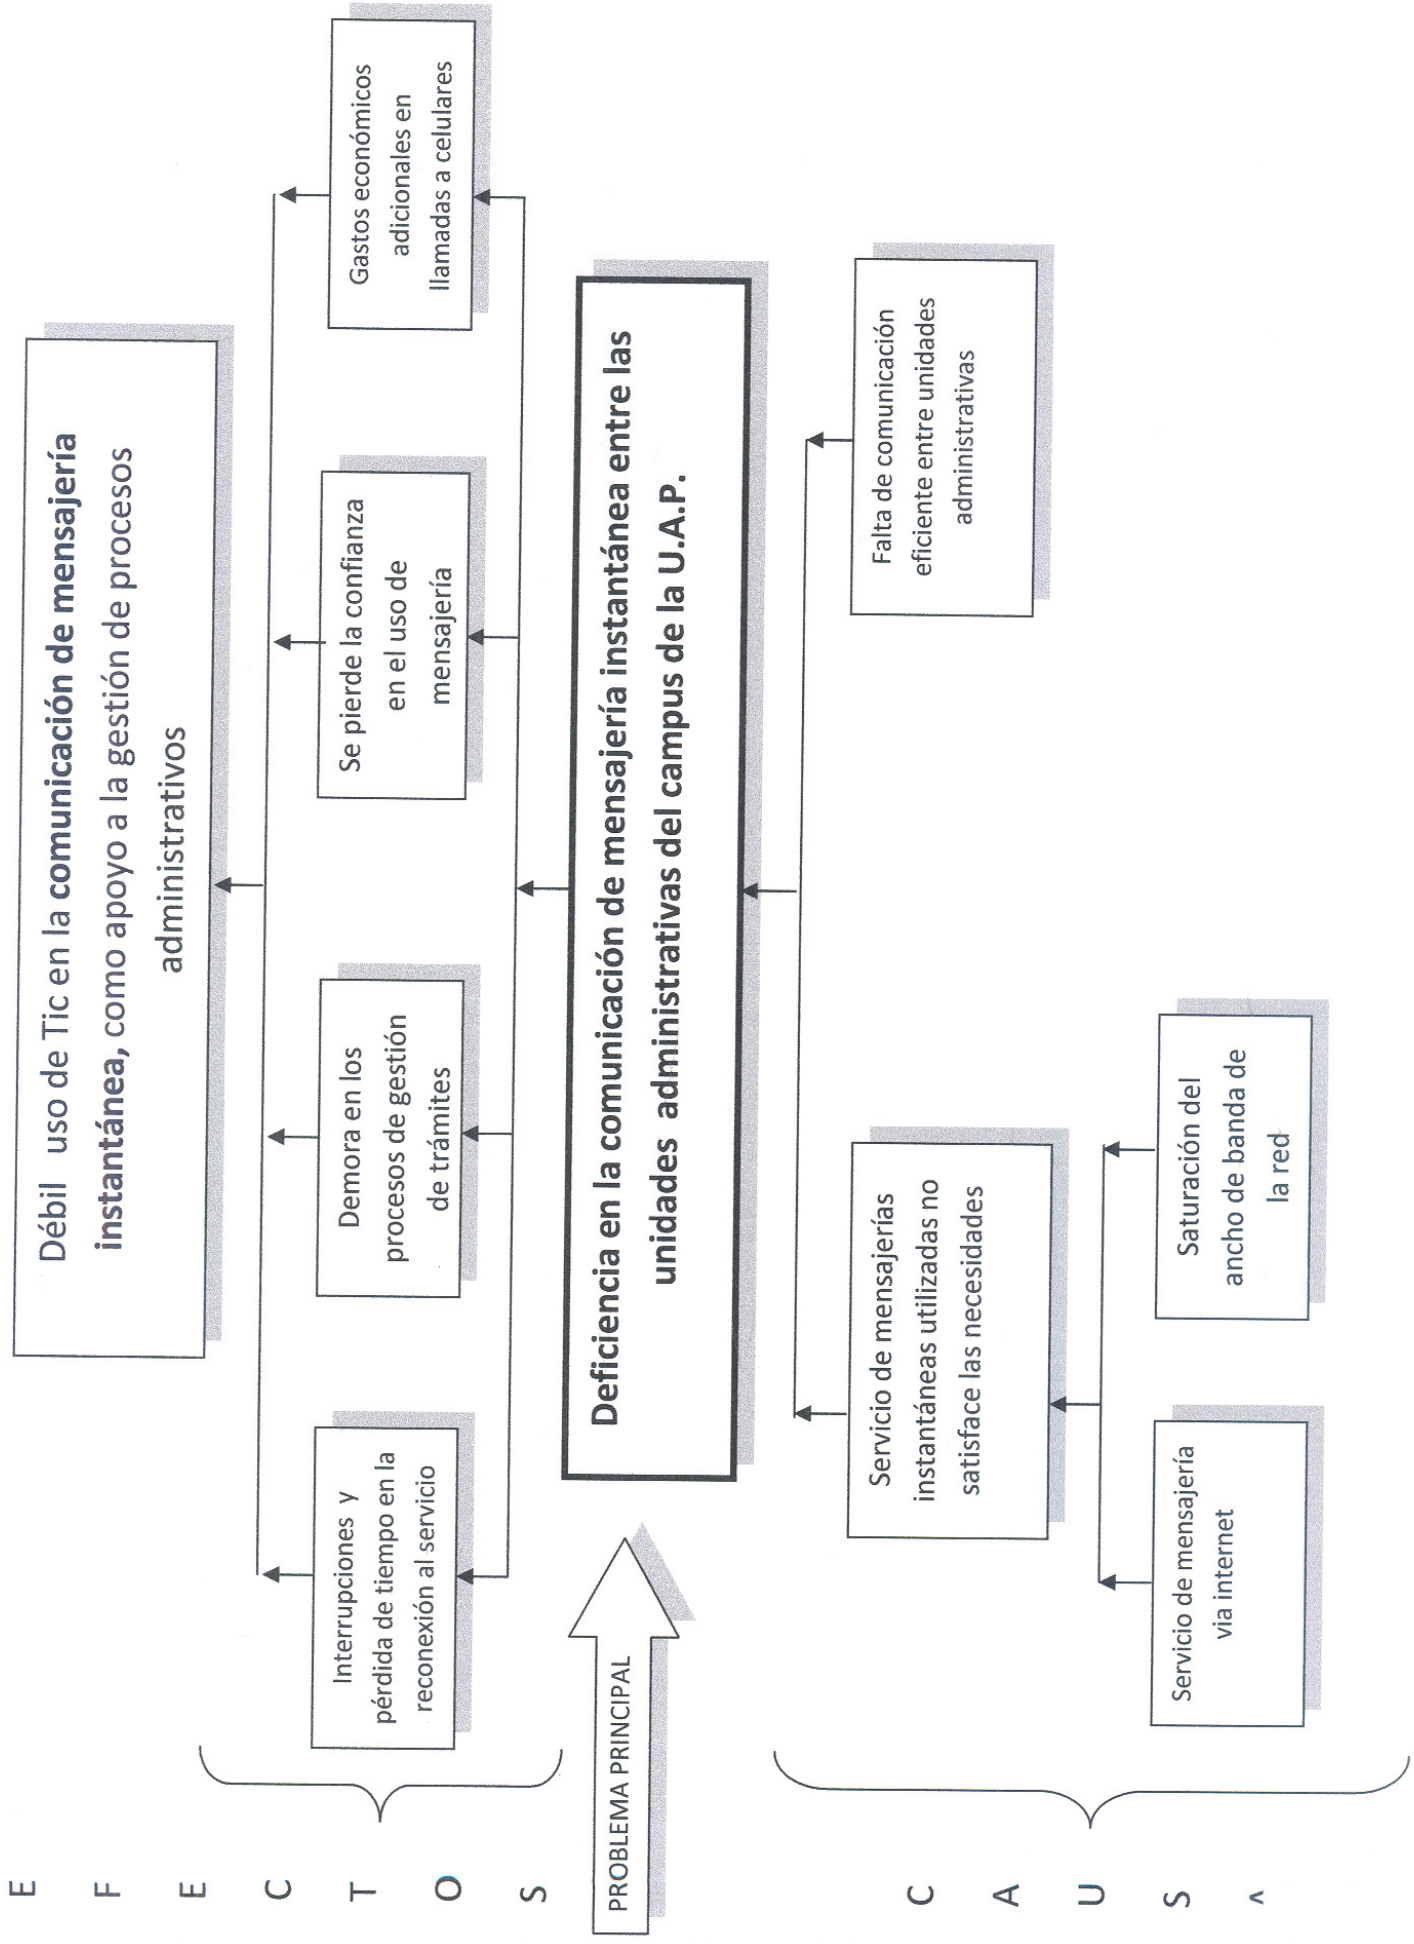 Débil uso de Tic en la comunicación de mensajería
instantánea, como apoyo a la gestión de procesos
administrativos
Interrupciones y
pérdida de tiempo en la
reconexión al servicio
Demora en los
procesos de gestión
de trámites
Se pierde la confianza
en el uso de
mensajería
Gastos económicos
adicionales en
llamadas a celulares
E
F
E
C
T
O
S
PROBLEMA PRINCIPAL
Deficiencia en la comunicación de mensajería instantánea entre las
unidades administrativas del campus de la U.A.P.
Servicio de mensajerías
instantáneas utilizadas no
satisface las necesidades
Falta de comunicación
eficiente entre unidades
administrativas
Servicio de mensajería
via internet
Saturación del
ancho de banda de
la red
C
A
U
S